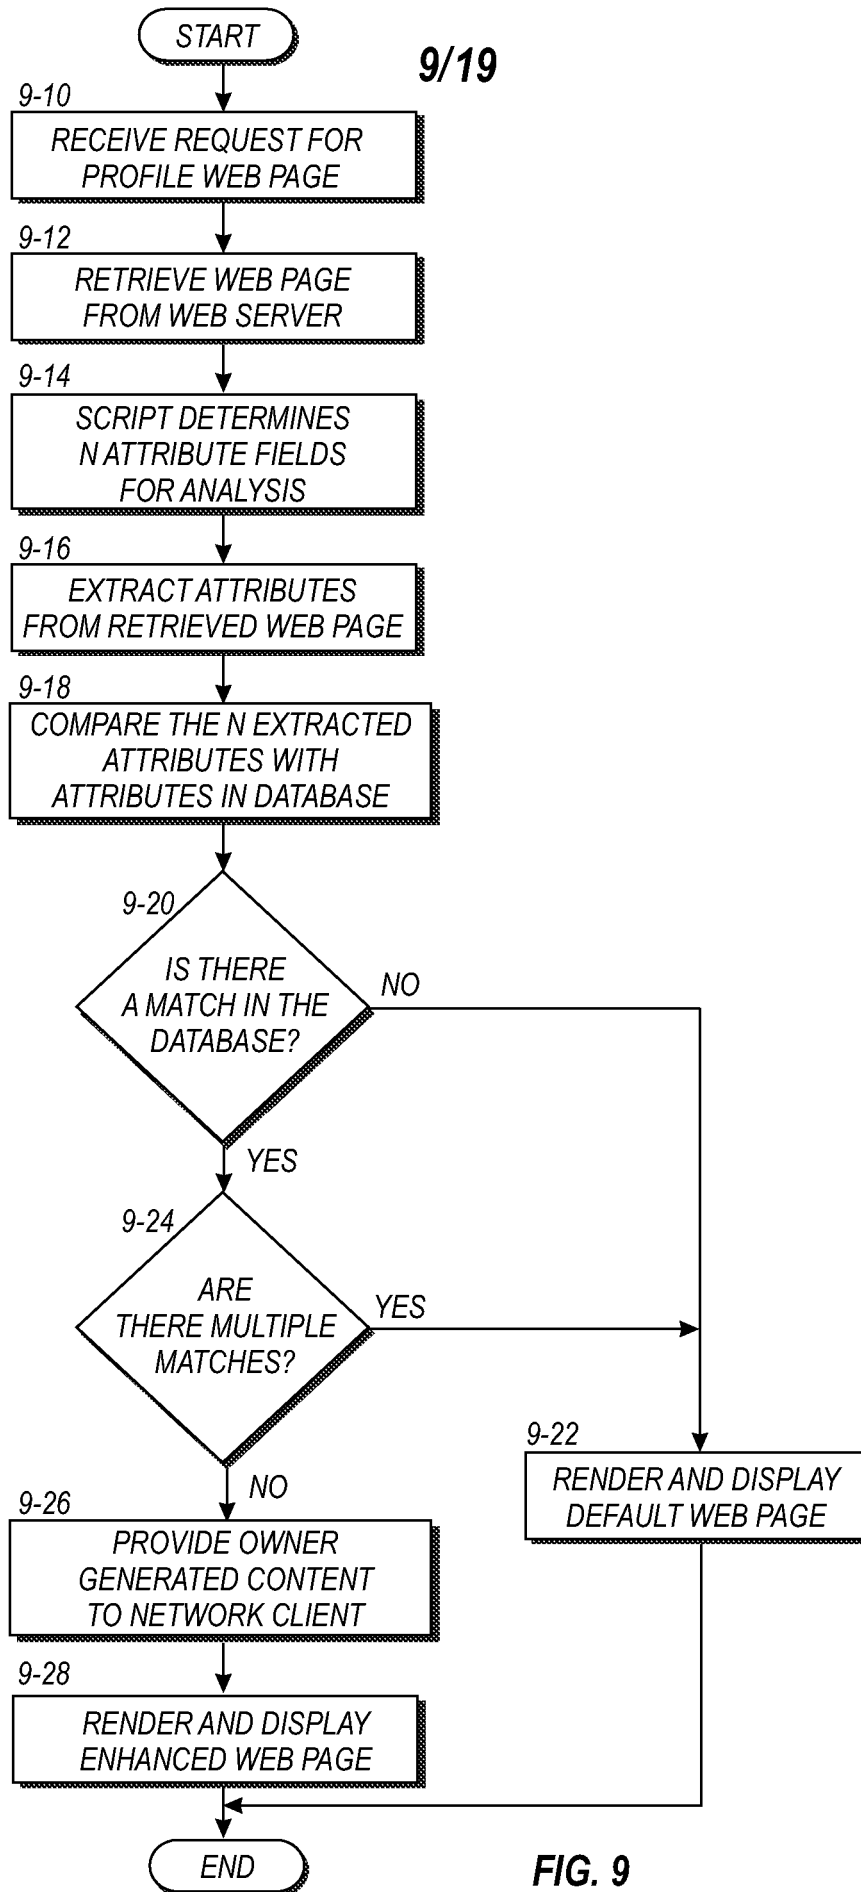 START
9/19
9-10
RECEIVE REQUEST FOR
PROFILE WEB PAGE
9-12
RETRIEVE WEB PAGE
FROM WEB SERVER
9-14
SCRIPT DETERMINES
N ATTRIBUTE FIELDS
FOR ANALYSIS
9-16
EXTRACT ATTRIBUTES
FROM RETRIEVED WEB PAGE
9-18
COMPARE THE N EXTRACTED
ATTRIBUTES WITH
ATTRIBUTES IN DATABASE
9-20
IS THERE
A MATCH IN THE
DATABASE?
NO
YES
9-24
ARE
THERE MULTIPLE
MATCHES?
YES
NO
9-22
RENDER AND DISPLAY
DEFAULT WEB PAGE
9-26
PROVIDE OWNER
GENERATED CONTENT
TO NETWORK CLIENT
9-28
RENDER AND DISPLAY
ENHANCED WEB PAGE
END
FIG. 9